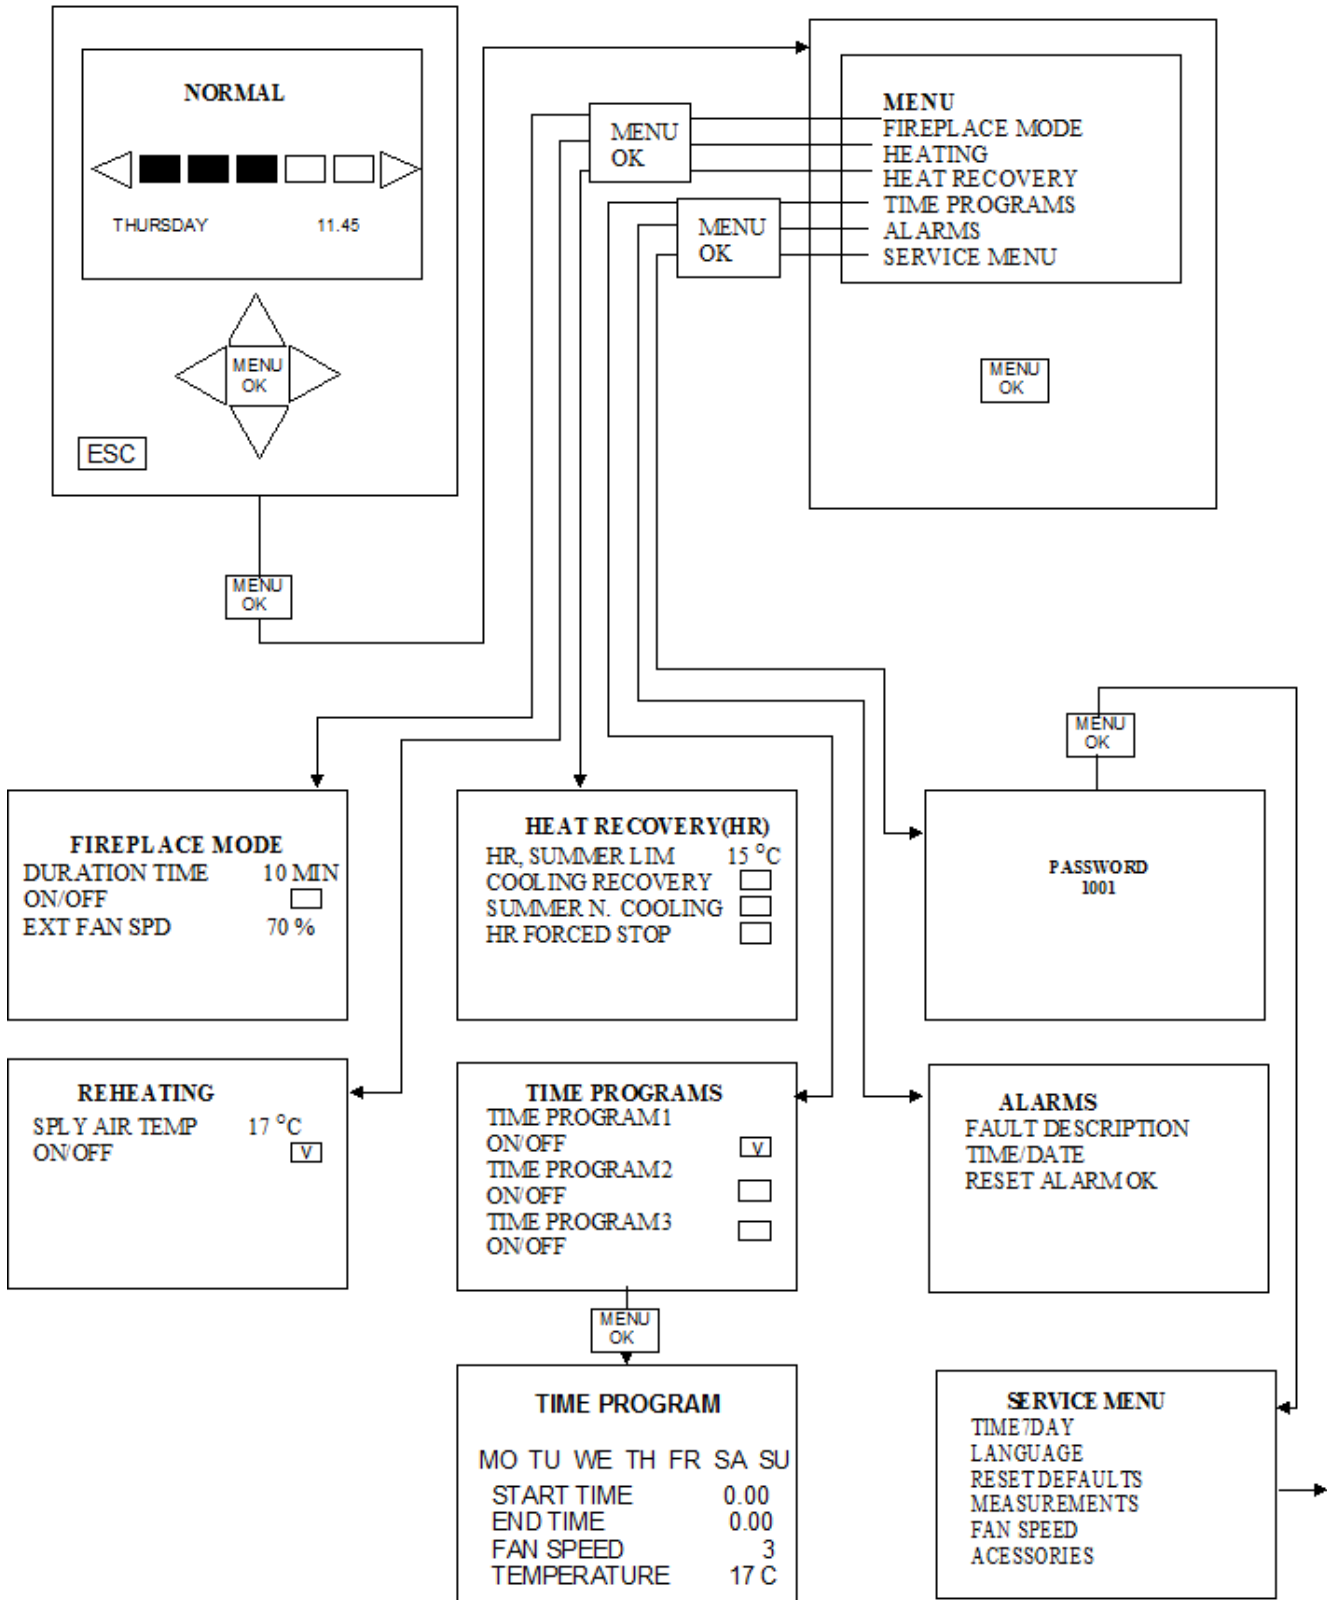 NORMAL
THURSDAY 11.45
MENU
OK
ESC
MENU
OK
MENU
OK
MENU
OK
MENU
FIREPLACE MODE
HEATING
HEAT RECOVERY
TIME PROGRAMS
ALARMS
SERVICE MENU
MENU
OK
FIREPLACE MODE
DURATION TIME 10 MIN
ON/OFF
EXT FAN SPD 70 %
HEAT RECOVERY(HR)
HR, SUMMER LIM 15 °C
COOLING RECOVERY
SUMMER N. COOLING
HR FORCED STOP
MENU
OK
PASSWORD
1001
REHEATING
SPLY AIR TEMP 17 °C
ON/OFF V
TIME PROGRAMS
TIME PROGRAM 1
ON/OFF V
TIME PROGRAM 2
ON/OFF
TIME PROGRAM 3
ON/OFF
ALARMS
FAULT DESCRIPTION
TIME/DATE
RESET ALARM OK
MENU
OK
TIME PROGRAM
MO TU WE TH FR SA SU
START TIME 0.00
END TIME 0.00
FAN SPEED 3
TEMPERATURE 17 C
SERVICE MENU
TIME7DAY
LANGUAGE
RESET DEFAULTS
MEASUREMENTS
FAN SPEED
ACESSORIES